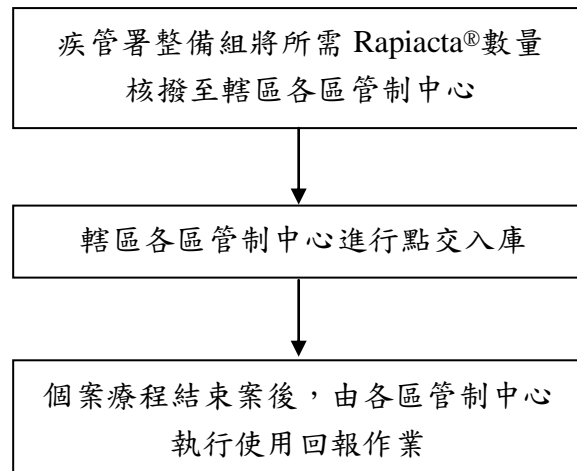 疾管署整備組將所需 Rapiacta®數量
核撥至轄區各區管制中心
轄區各區管制中心進行點交入庫
個案療程結束案後，由各區管制中心
執行使用回報作業